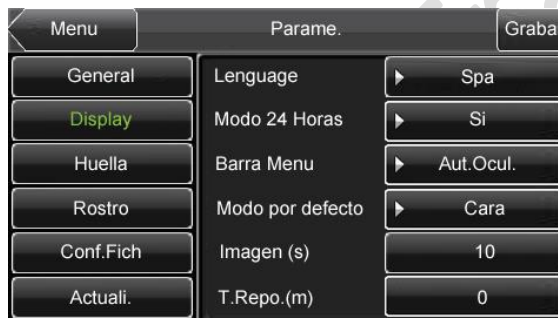 Menu Parame. Graba
General Lenguage Spa
Display Modo 24 Horas Si
Huella Barra Menu Aut.Ocul.
Rostro Modo por defecto Cara
Conf.Fich Imagen (s) 10
Actuali. T.Repo.(m) 0